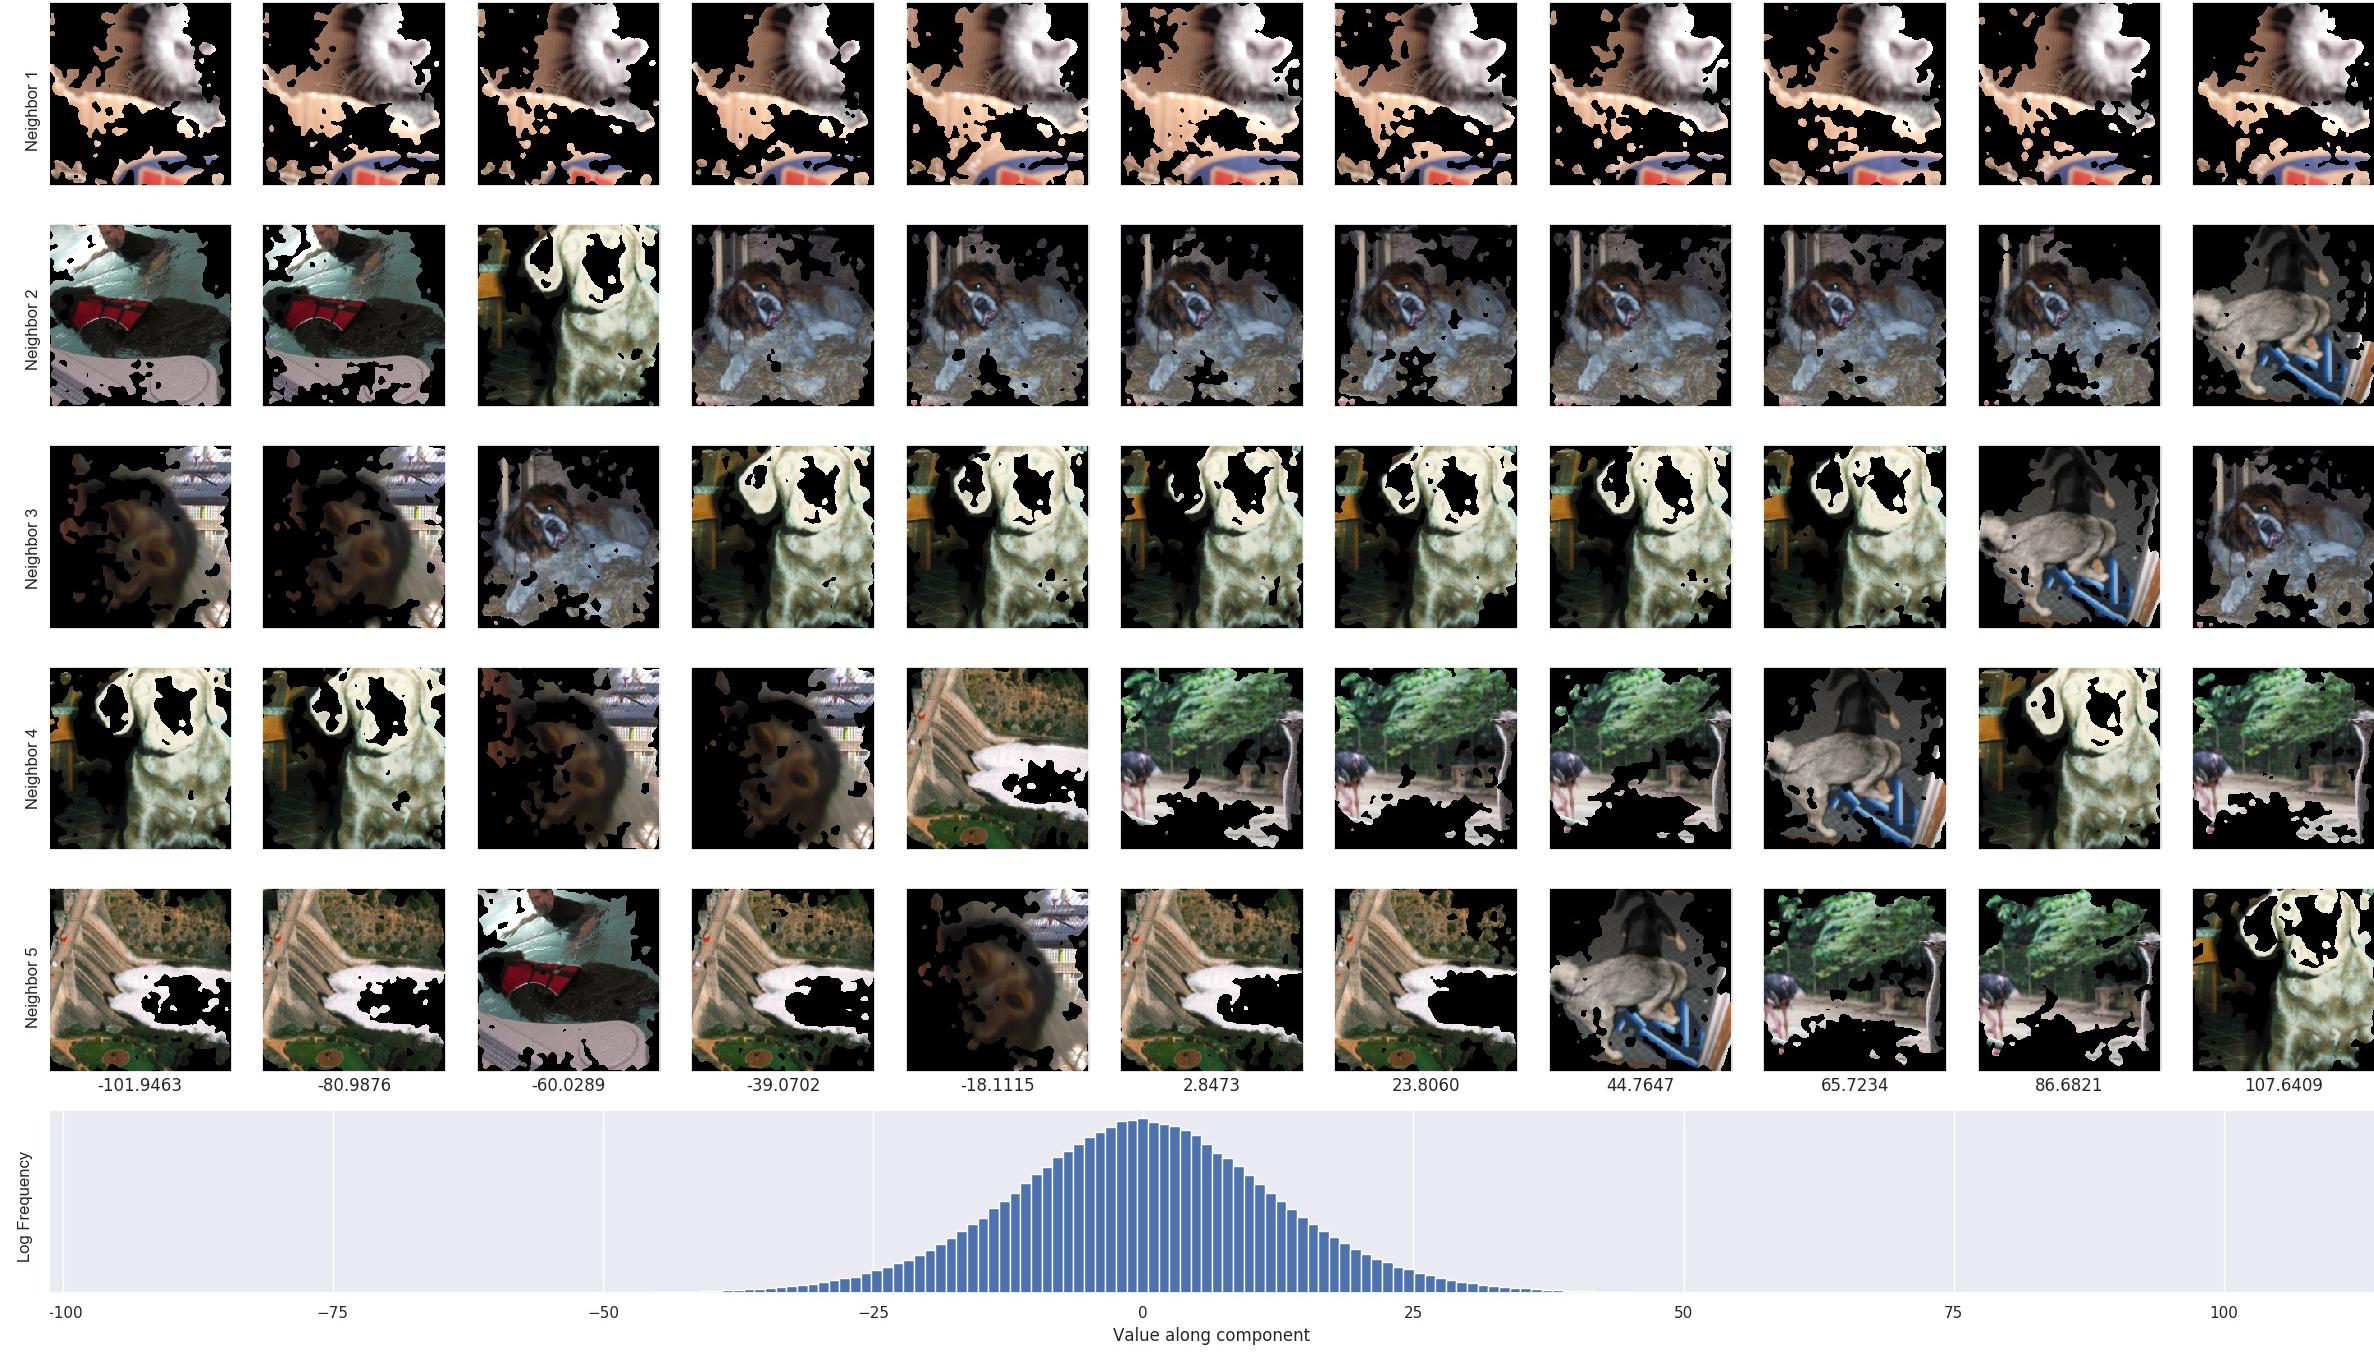 Neighbor 1
Neighbor 2
Neighbor 3
Neighbor 4
Neighbor 5
-101.9463 -80.9876 -60.0289 -39.0702 -18.1115 2.8473 23.8060 44.7647 65.7234 86.6821 107.6409
Log Frequency
-100 −75 −50 −25 0 25 50 75 100
Value along component